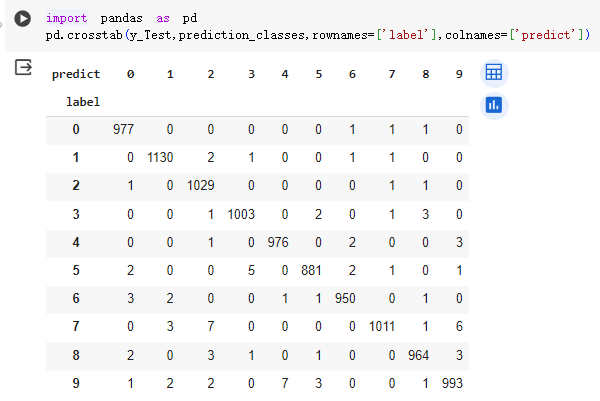 import pandas as pd
pd.crosstab(y_Test,prediction_classes,rownames=['label'],colnames=['predict'])
predict 0 1 2 3 4 5 6 7 8 9
label
0 977 0 0 0 0 0 1 1 1 0
1 0 1130 2 1 0 0 1 1 0 0
2 1 0 1029 0 0 0 0 1 1 0
3 0 0 1 1003 0 2 0 1 3 0
4 0 0 1 0 976 0 2 0 0 3
5 2 0 0 5 0 881 2 1 0 1
6 3 2 0 0 1 1 950 0 1 0
7 0 3 7 0 0 0 0 1011 1 6
8 2 0 3 1 0 1 0 0 964 3
9 1 2 2 0 7 3 0 0 1 993